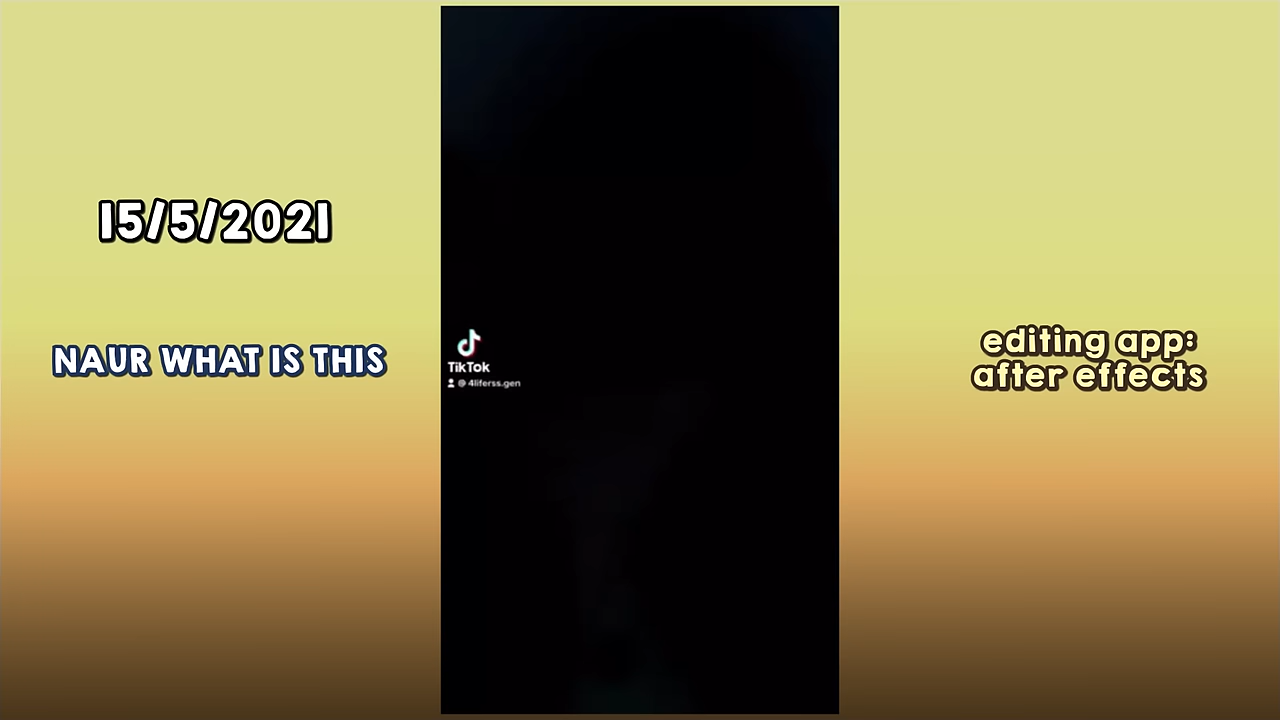 15/5/2021
NAUR WHAT IS THIS
TikTok
@ 4liferss.gen
editing app:
after effects